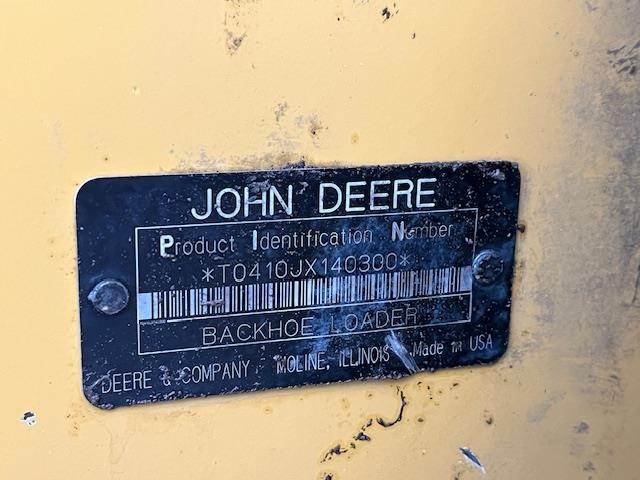 JOHN DEERE
Product Identification Number
*T0410JX140300*
BACKHOE LOADER
DEERE & COMPANY MOLINE, ILLINOIS Made in USA